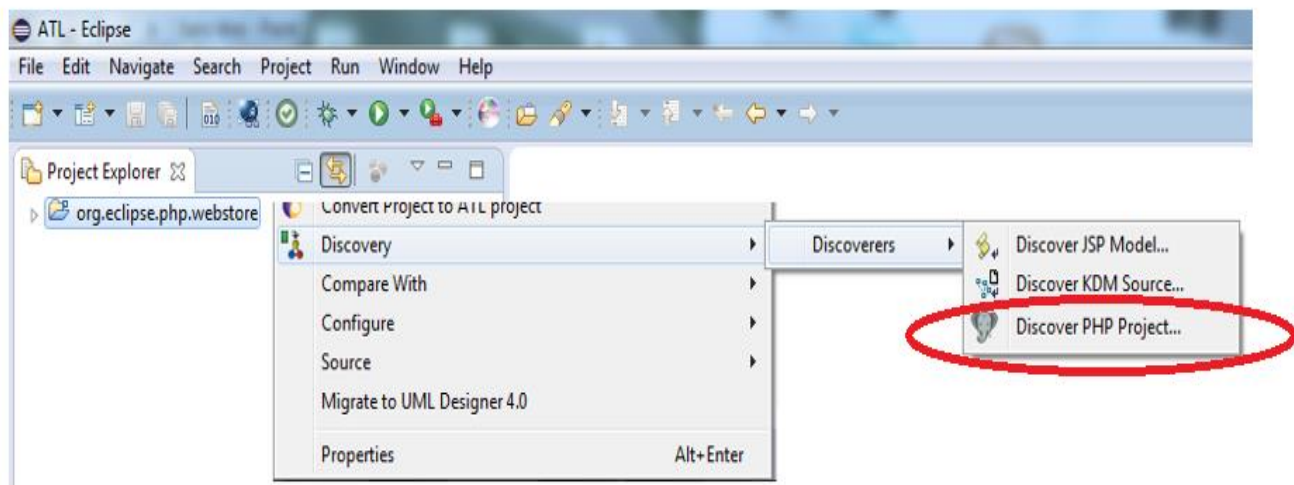 ATL - Eclipse
File Edit Navigate Search Project Run Window Help
010
Project Explorer
org.eclipse.php.webstore
Convert Project to ATL project
Discovery
Discoverers
Discover JSP Model...
Compare With
Discover KDM Source...
Configure
Discover PHP Project...
Source
Migrate to UML Designer 4.0
Properties Alt+Enter